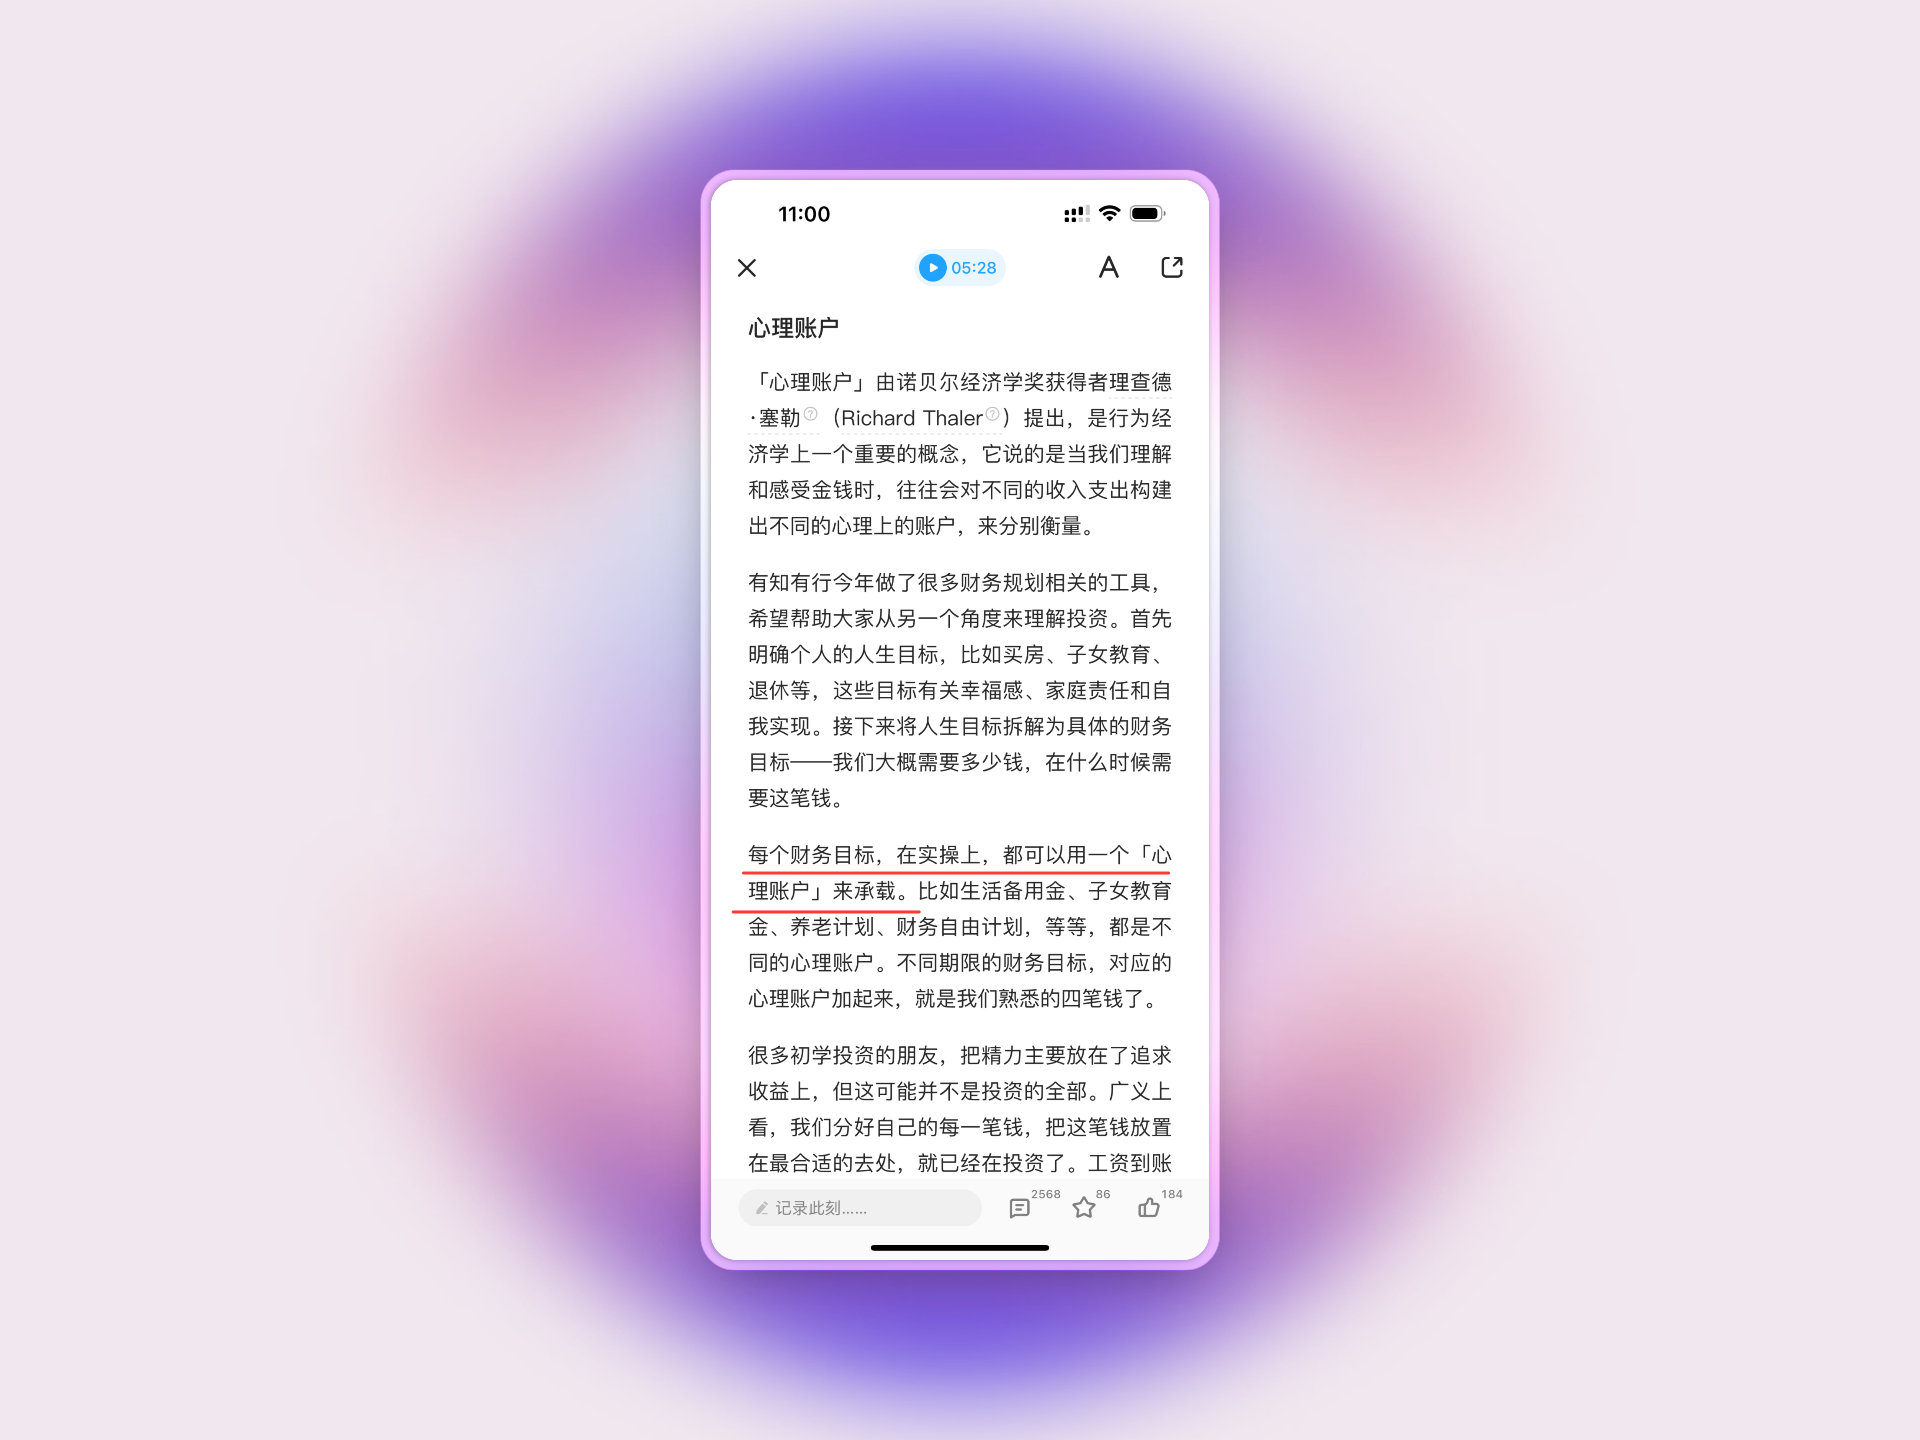 11:00
05:28
心理账户
「心理账户」由诺贝尔经济学奖获得者理查德
·塞勒（Richard Thaler）提出，是行为经
济学上一个重要的概念，它说的是当我们理解
和感受金钱时，往往会对不同的收入支出构建
出不同的心理上的账户，来分别衡量。
有知有行今年做了很多财务规划相关的工具，
希望帮助大家从另一个角度来理解投资。首先
明确个人的人生目标，比如买房、子女教育、
退休等，这些目标有关幸福感、家庭责任和自
我实现。接下来将人生目标拆解为具体的财务
目标——我们大概需要多少钱，在什么时候需
要这笔钱。
每个财务目标，在实操上，都可以用一个「心
理账户」来承载。比如生活备用金、子女教育
金、养老计划、财务自由计划，等等，都是不
同的心理账户。不同期限的财务目标，对应的
心理账户加起来，就是我们熟悉的四笔钱了。
很多初学投资的朋友，把精力主要放在了追求
收益上，但这可能并不是投资的全部。广义上
看，我们分好自己的每一笔钱，把这笔钱放置
在最合适的去处，就已经在投资了。工资到账
记录此刻......
2568
86
184